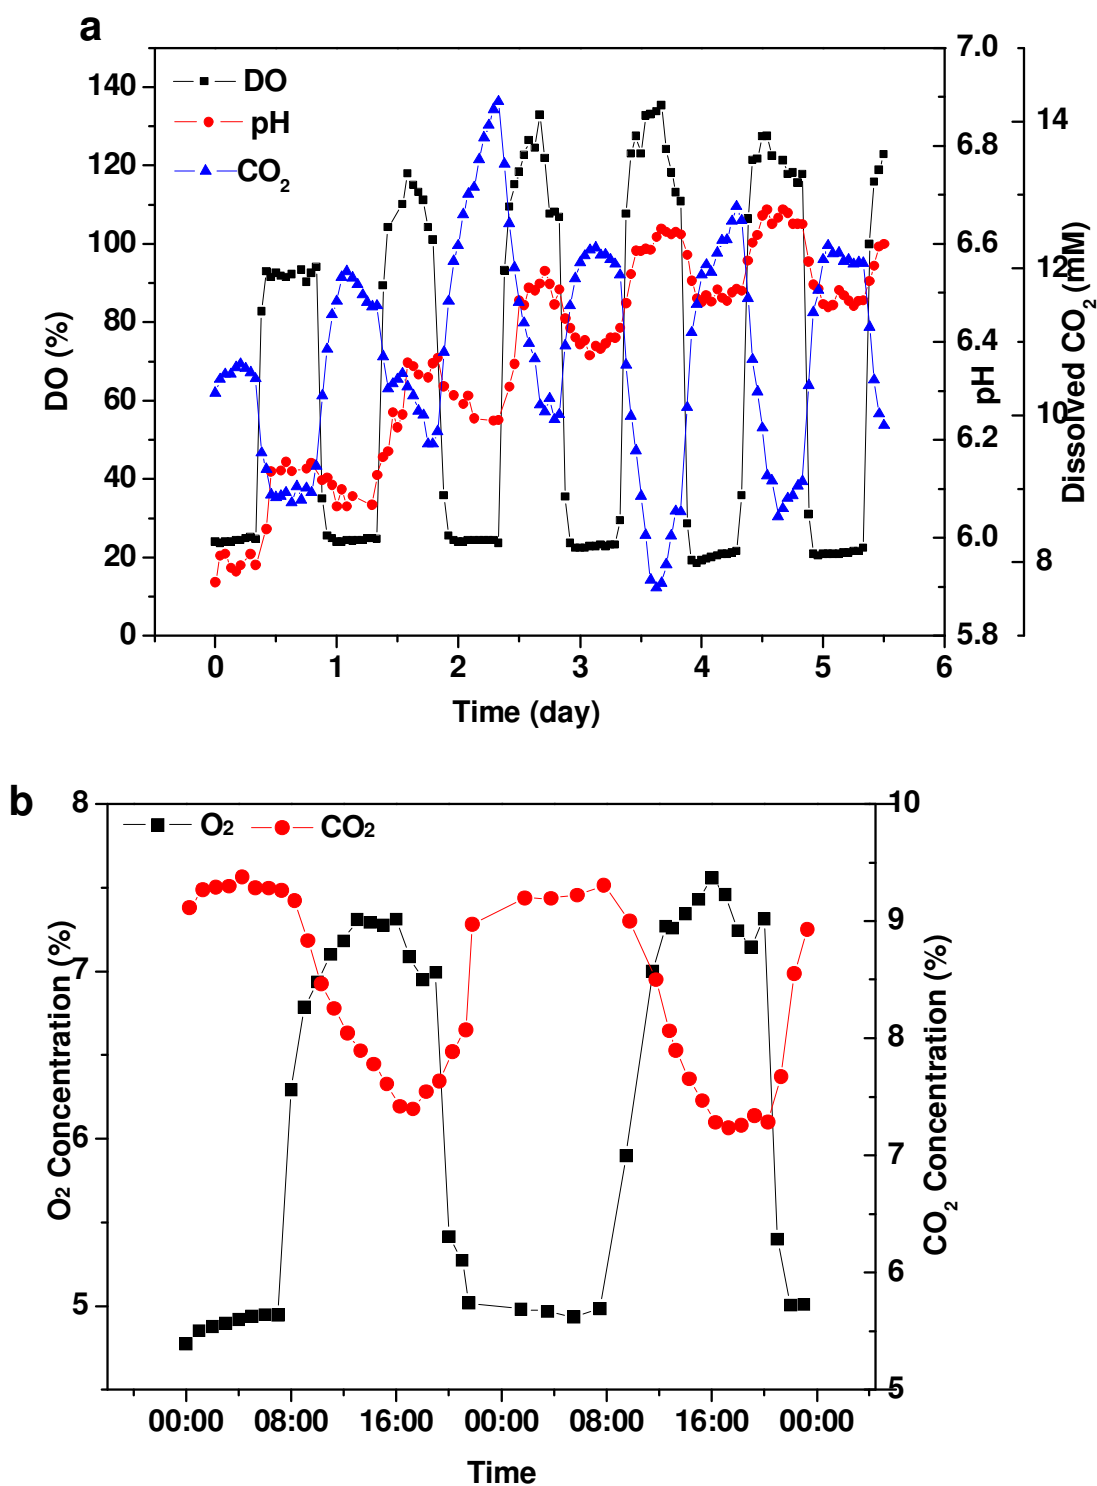 a
DO
pH
CO2
140
120
100
80
60
40
20
0
DO (%)
7.0
6.8
6.6
6.4
6.2
6.0
5.8
pH
14
12
10
8
Dissolved CO2 (mM)
0 1 2 3 4 5 6
Time (day)
b
O2 CO2
8
7
6
5
O2 Concentration (%)
10
9
8
7
6
5
CO2 Concentration (%)
00:00 08:00 16:00 00:00 08:00 16:00 00:00
Time